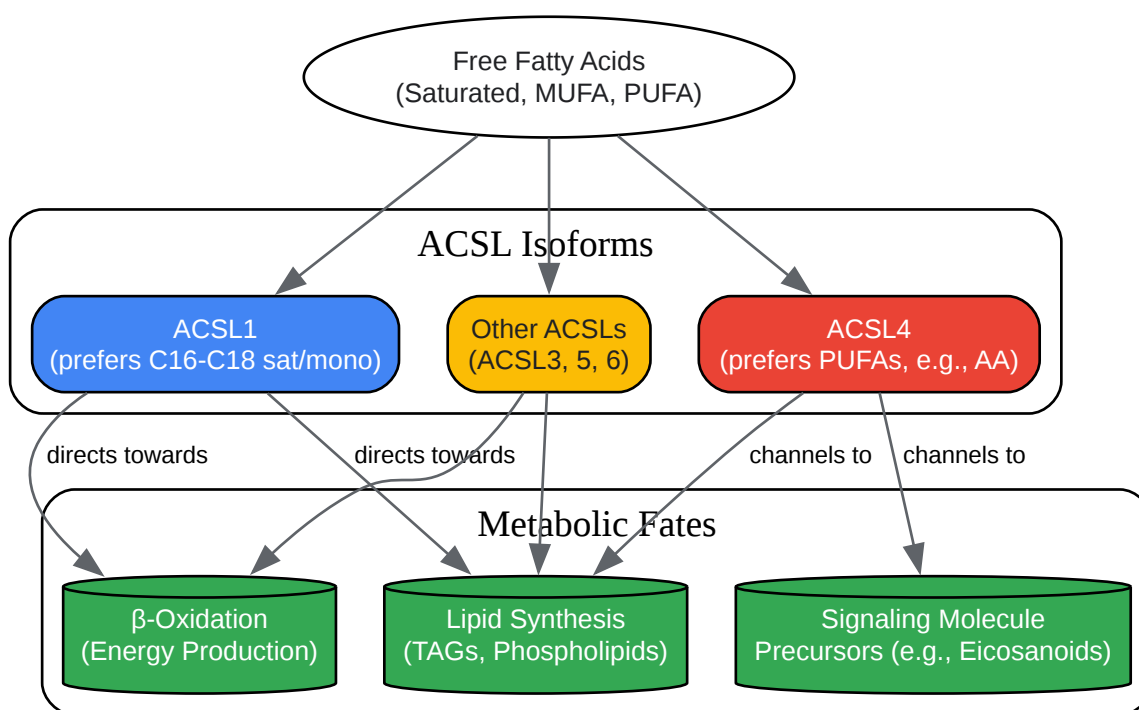 Free Fatty Acids
(Saturated, MUFA, PUFA)
ACSL Isoforms
ACSL1
(prefers C16-C18 sat/mono)
Other ACSLs
(ACSL3, 5, 6)
ACSL4
(prefers PUFAs, e.g., AA)
directs towards
directs towards
channels to
channels to
Metabolic Fates
β-Oxidation
(Energy Production)
Lipid Synthesis
(TAGs, Phospholipids)
Signaling Molecule
Precursors (e.g., Eicosanoids)